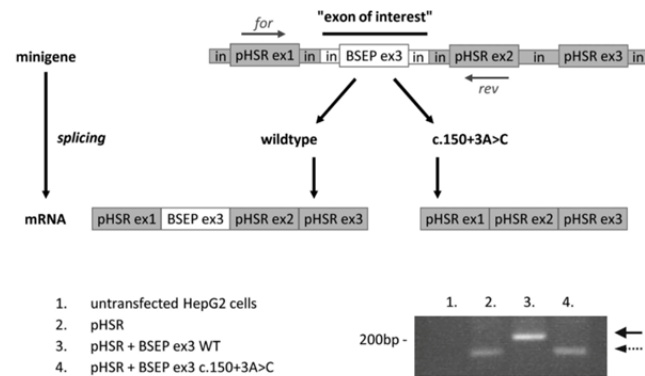 "exon of interest"
for
minigene
in pHSR ex1 in in BSEP ex3 in in pHSR ex2 in pHSR ex3 in
rev
splicing
wildtype c.150+3A>C
mRNA
pHSR ex1 BSEP ex3 pHSR ex2 pHSR ex3
pHSR ex1 pHSR ex2 pHSR ex3
1. untransfected HepG2 cells
2. pHSR
3. pHSR + BSEP ex3 WT
4. pHSR + BSEP ex3 c.150+3A>C
1. 2. 3. 4.
200bp -